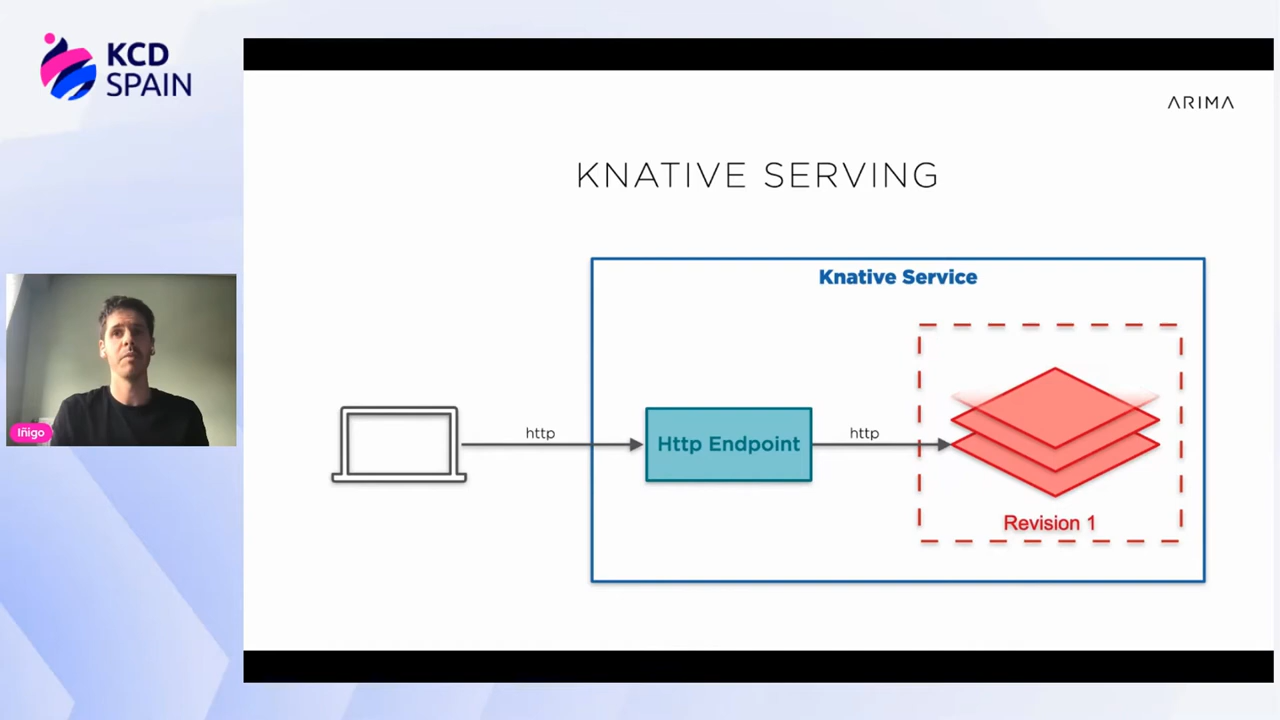 KCD
SPAIN
ARIMA
KNATIVE SERVING
Knative Service
http
Http Endpoint
http
Revision 1
Iñigo